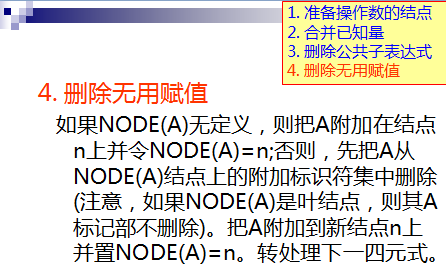 1. 准备操作数的结点
2. 合并已知量
3. 删除公共子表达式
4. 删除无用赋值
4. 删除无用赋值
如果NODE(A)无定义，则把A附加在结点
n上并令NODE(A)=n;否则，先把A从
NODE(A)结点上的附加标识符集中删除
(注意，如果NODE(A)是叶结点，则其A
标记部不删除)。把A附加到新结点n上
并置NODE(A)=n。转处理下一四元式。